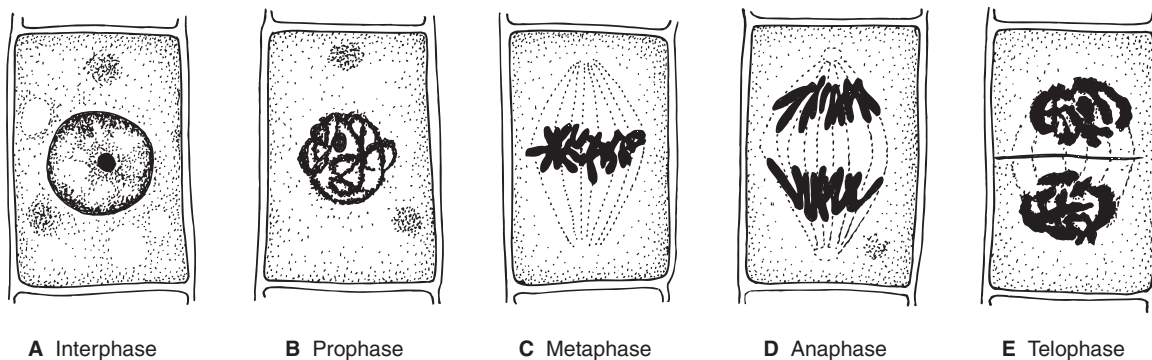 A Interphase
B Prophase
C Metaphase
D Anaphase
E Telophase